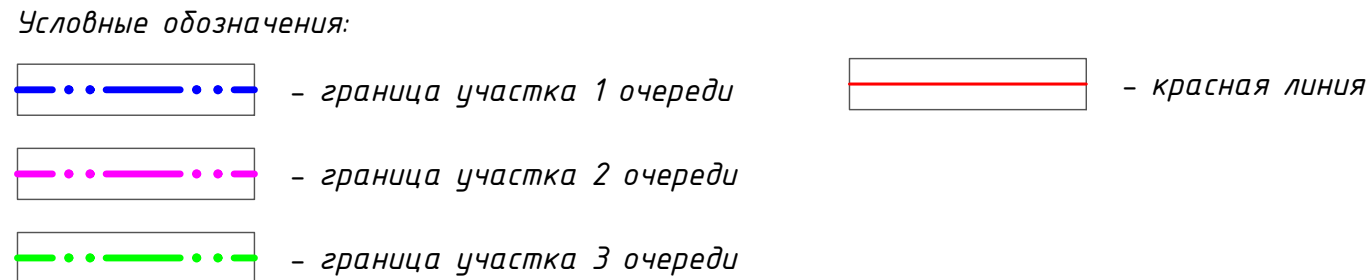 Условные обозначения:
- граница участка 1 очереди
- красная линия
- граница участка 2 очереди
- граница участка 3 очереди